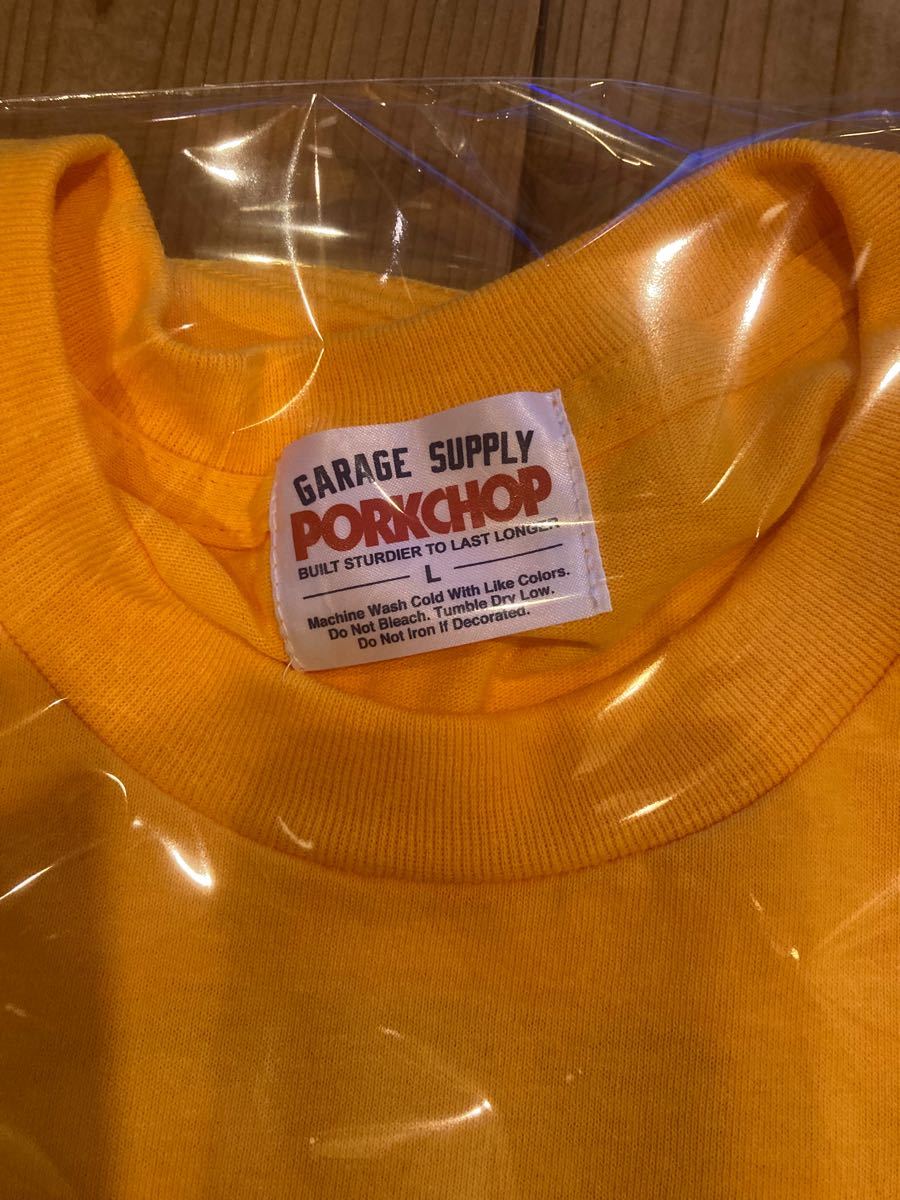 GARAGE SUPPLY
PORKCHOP
BUILT STURDIER TO LAST LONGER
L
Machine Wash Cold With Like Colors.
Do Not Bleach. Tumble Dry Low.
Do Not Iron If Decorated.